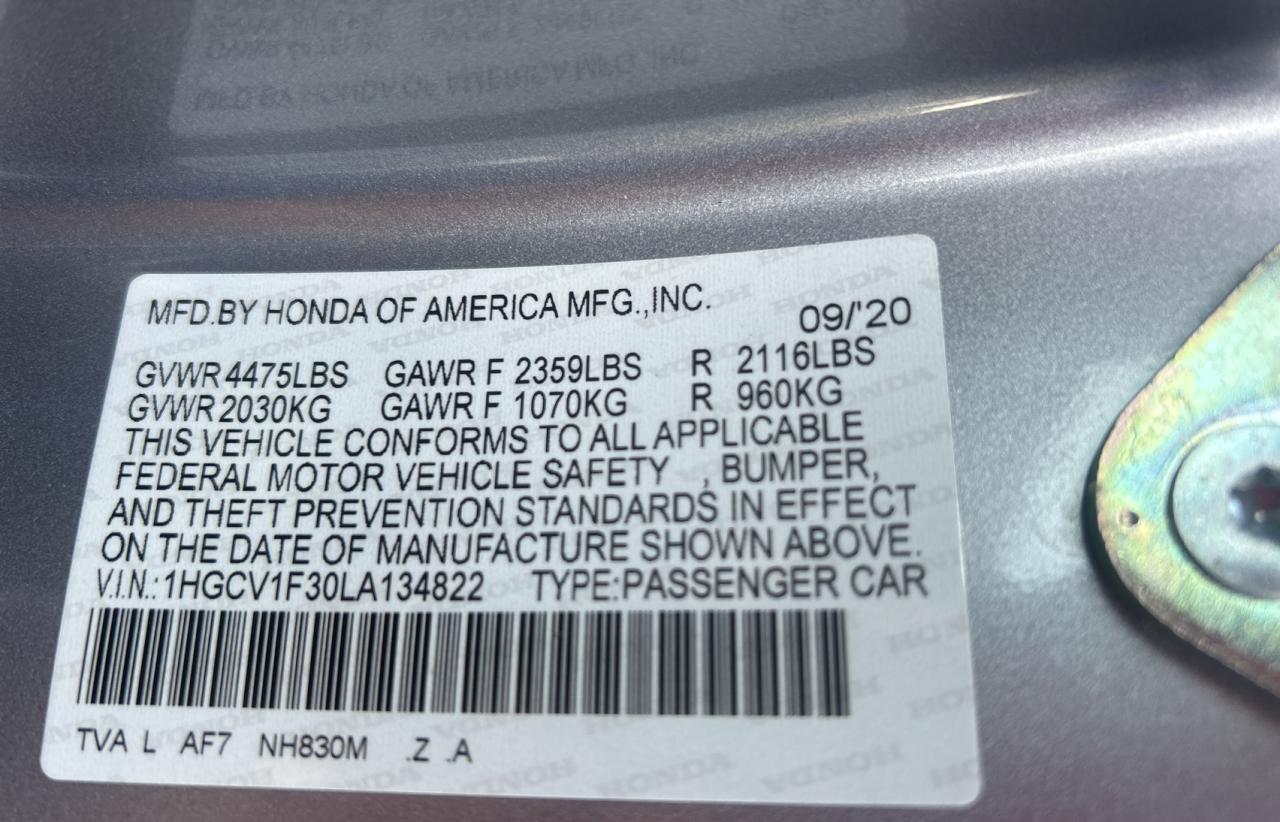 MFD.BY HONDA OF AMERICA MFG.,INC. 09/'20
GVWR 4475LBS GAWR F 2359LBS R 2116LBS
GVWR 2030KG GAWR F 1070KG R 960KG
THIS VEHICLE CONFORMS TO ALL APPLICABLE
FEDERAL MOTOR VEHICLE SAFETY , BUMPER,
AND THEFT PREVENTION STANDARDS IN EFFECT
ON THE DATE OF MANUFACTURE SHOWN ABOVE.
V.I.N.:1HGCV1F30LA134822 TYPE:PASSENGER CAR
TVA L AF7 NH830M .Z .A